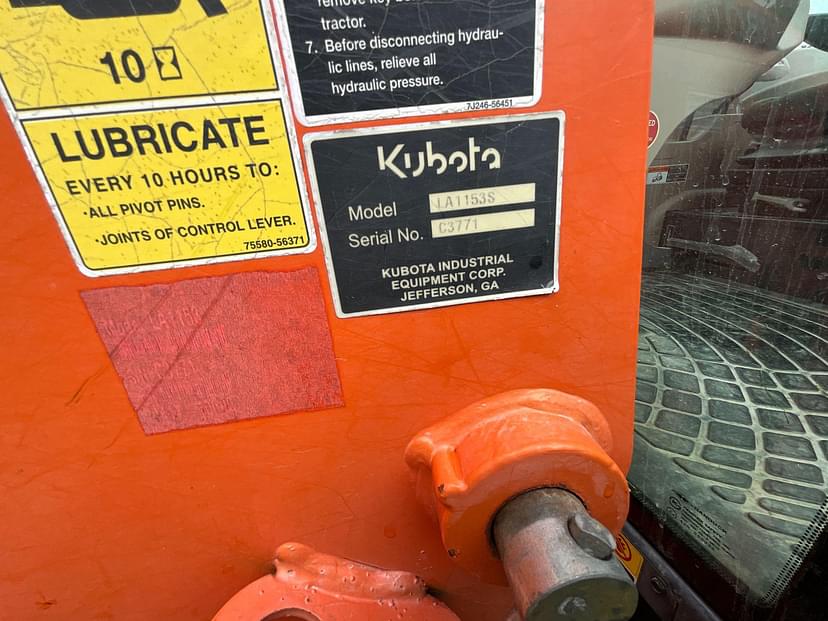 10
LUBRICATE
EVERY 10 HOURS TO:
·ALL PIVOT PINS.
·JOINTS OF CONTROL LEVER.
75580-56371
tractor.
7. Before disconnecting hydrau-
lic lines, relieve all
hydraulic pressure.
7J246-56451
Kubota
Model LA1153S
Serial No. C3771
KUBOTA INDUSTRIAL
EQUIPMENT CORP.
JEFFERSON, GA